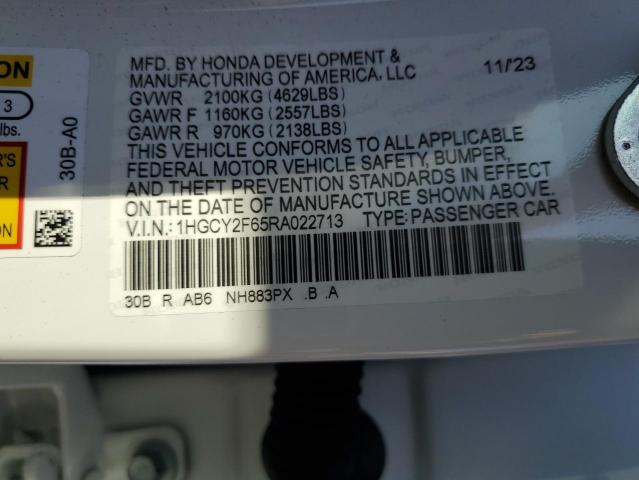 MFD. BY HONDA DEVELOPMENT &
MANUFACTURING OF AMERICA, LLC 11/'23
GVWR 2100KG (4629LBS)
GAWR F 1160KG (2557LBS)
GAWR R 970KG (2138LBS)
THIS VEHICLE CONFORMS TO ALL APPLICABLE
FEDERAL MOTOR VEHICLE SAFETY, BUMPER,
AND THEFT PREVENTION STANDARDS IN EFFECT
ON THE DATE OF MANUFACTURE SHOWN ABOVE.
V.I.N.: 1HGCY2F65RA022713 TYPE: PASSENGER CAR
30B R AB6 NH883PX .B .A
30B-A0
ION
3
lbs.
R'S
R
ON